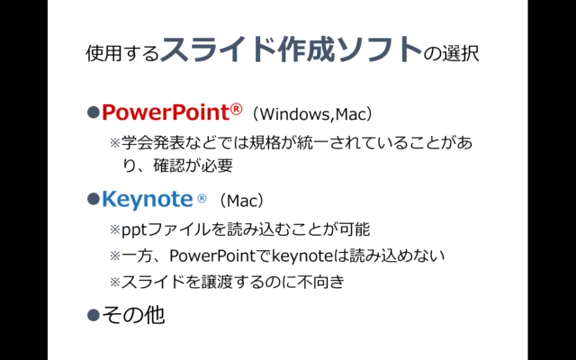 使用するスライド作成ソフトの選択
●PowerPoint®（Windows,Mac）
※学会発表などでは規格が統一されていることがあ
り、確認が必要
●Keynote®（Mac）
※pptファイルを読み込むことが可能
※一方、PowerPointでkeynoteは読み込めない
※スライドを譲渡するのに不向き
●その他